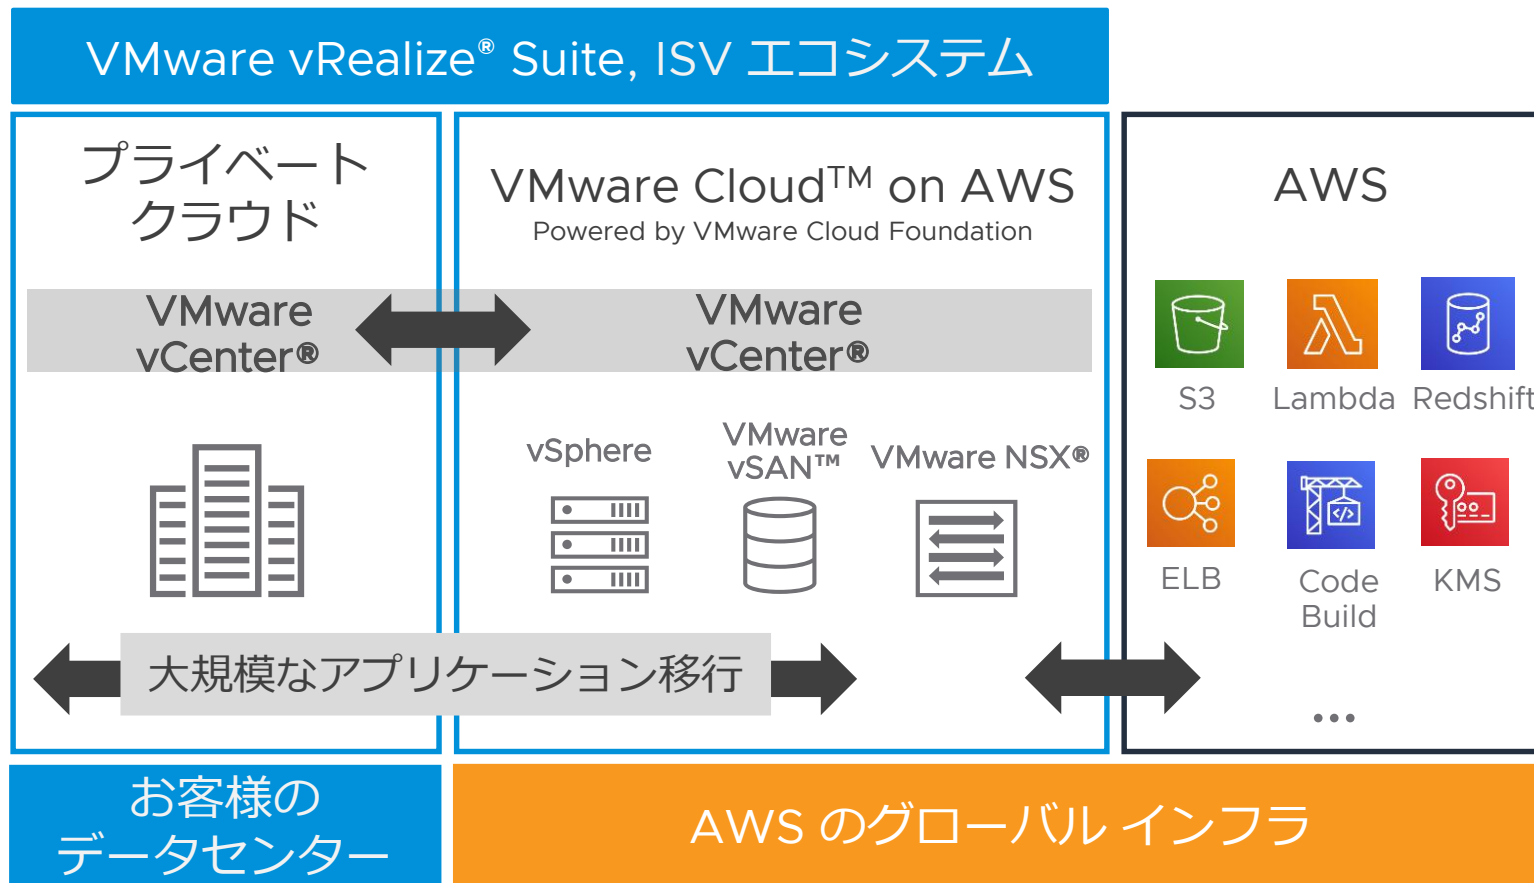 VMware vRealize® Suite, ISV エコシステム
プライベート
クラウド
VMware Cloud™ on AWS
Powered by VMware Cloud Foundation
AWS
VMware
vCenter®
VMware
vCenter®
S3
Lambda
Redshift
vSphere
VMware
vSAN™
VMware NSX®
ELB
Code
Build
KMS
大規模なアプリケーション移行
...
お客様の
データセンター
AWS のグローバル インフラ